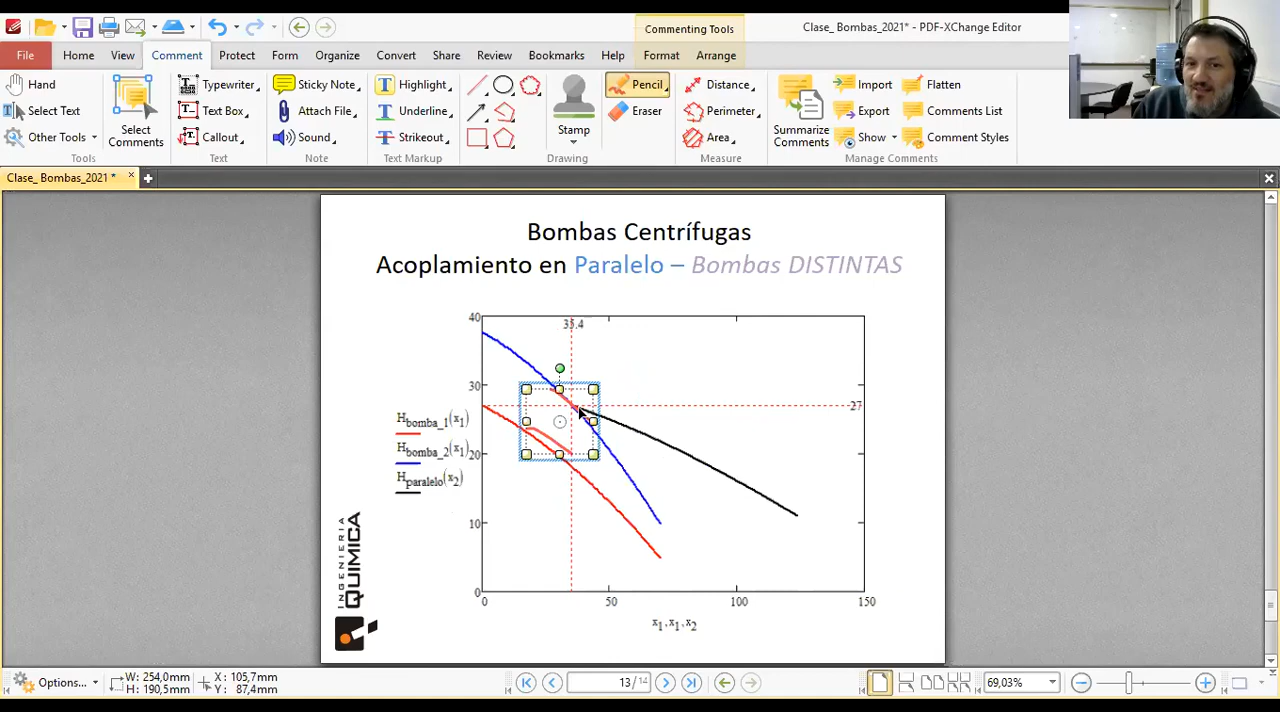 Commenting Tools
Clase_ Bombas_2021* - PDF-XChange Editor
File Home View Comment Protect Form Organize Convert Share Review Bookmarks Help Format Arrange
Hand
Select Text
Other Tools
Tools
Select Comments
Typewriter
Text Box
Callout
Text
Sticky Note
Attach File
Sound
Note
Highlight
Underline
Strikeout
Text Markup
Drawing
Pencil
Eraser
Stamp
Distance
Perimeter
Area
Measure
Summarize Comments
Import
Export
Show
Flatten
Comments List
Comment Styles
Manage Comments
Clase_ Bombas_2021 *
Bombas Centrífugas
Acoplamiento en Paralelo – Bombas DISTINTAS
40
35.4
30
27
20
10
0
0 50 100 150
H bomba_1(x1)
H bomba_2(x1)
H paralelo(x2)
x1,x1,x2
INGENIERIA
QUIMICA
Options...
W: 254,0mm
H: 190,5mm
X: 105,7mm
Y: 87,4mm
13/14
69,03%